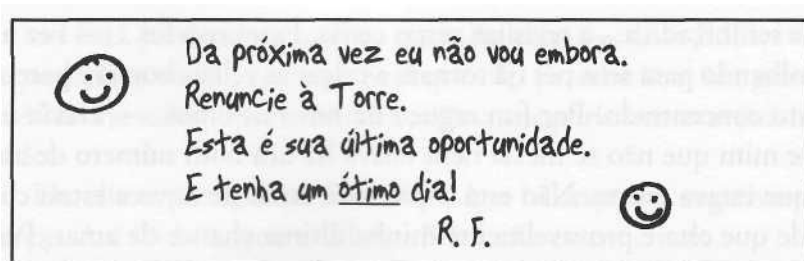 Da próxima vez eu não vou embora.
Renuncie à Torre.
Esta é sua última oportunidade.
E tenha um ótimo dia!
R. F.